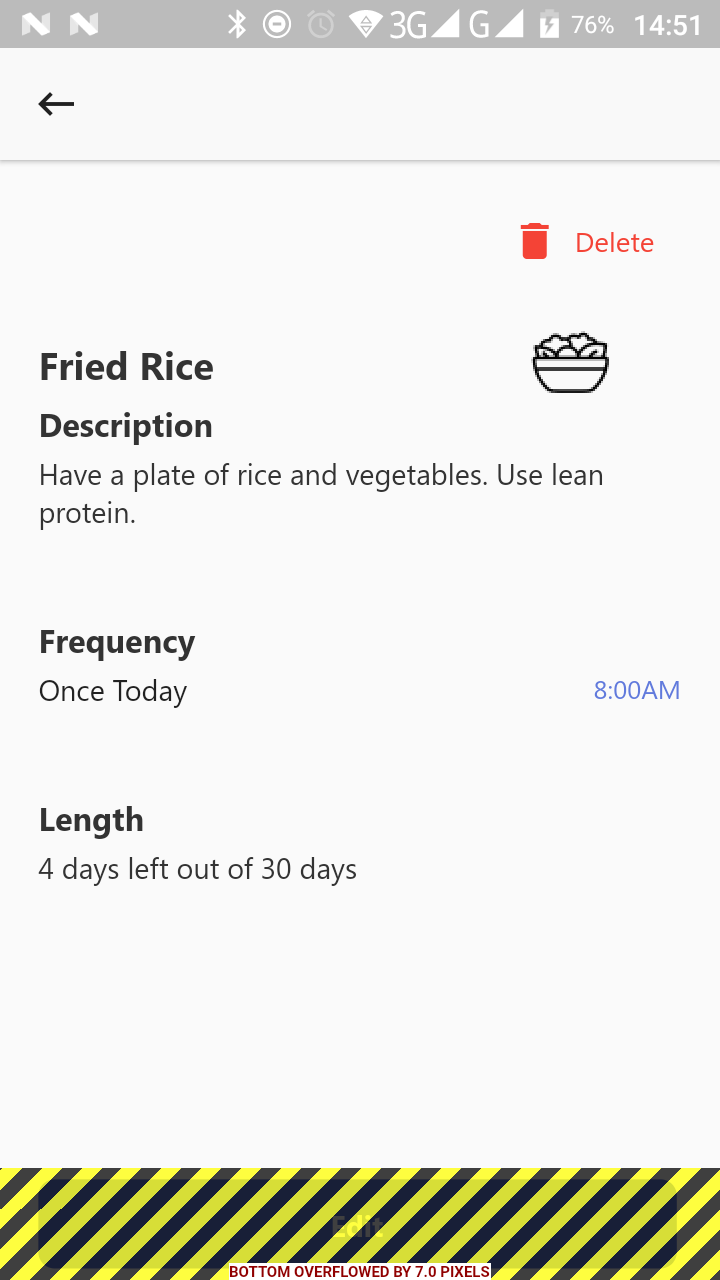 3G G 76% 14:51
Delete
Fried Rice
Description
Have a plate of rice and vegetables. Use lean
protein.
Frequency
Once Today 8:00AM
Length
4 days left out of 30 days
Edit
BOTTOM OVERFLOWED BY 7.0 PIXELS